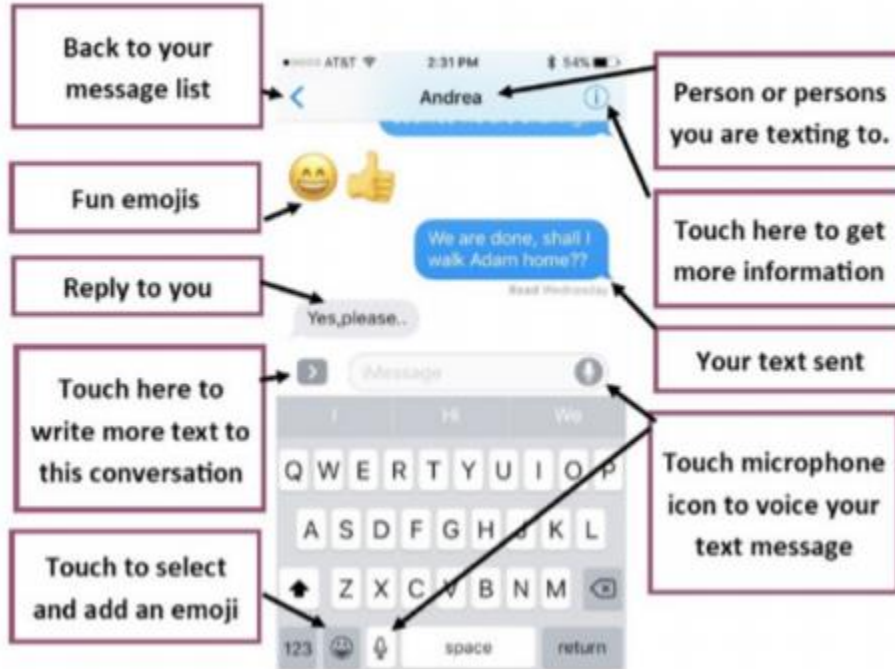 Back to your
message list
Fun emojis
Reply to you
Touch here to
write more text to
this conversation
Touch to select
and add an emoji
AT&T 2:31 PM 54%
Andrea
We are done, shall I
walk Adam home??
Read Wednesday
Yes,please..
iMessage
I Hi We
Q W E R T Y U I O P
A S D F G H J K L
Z X C V B N M
123 space return
Person or persons
you are texting to.
Touch here to get
more information
Your text sent
Touch microphone
icon to voice your
text message